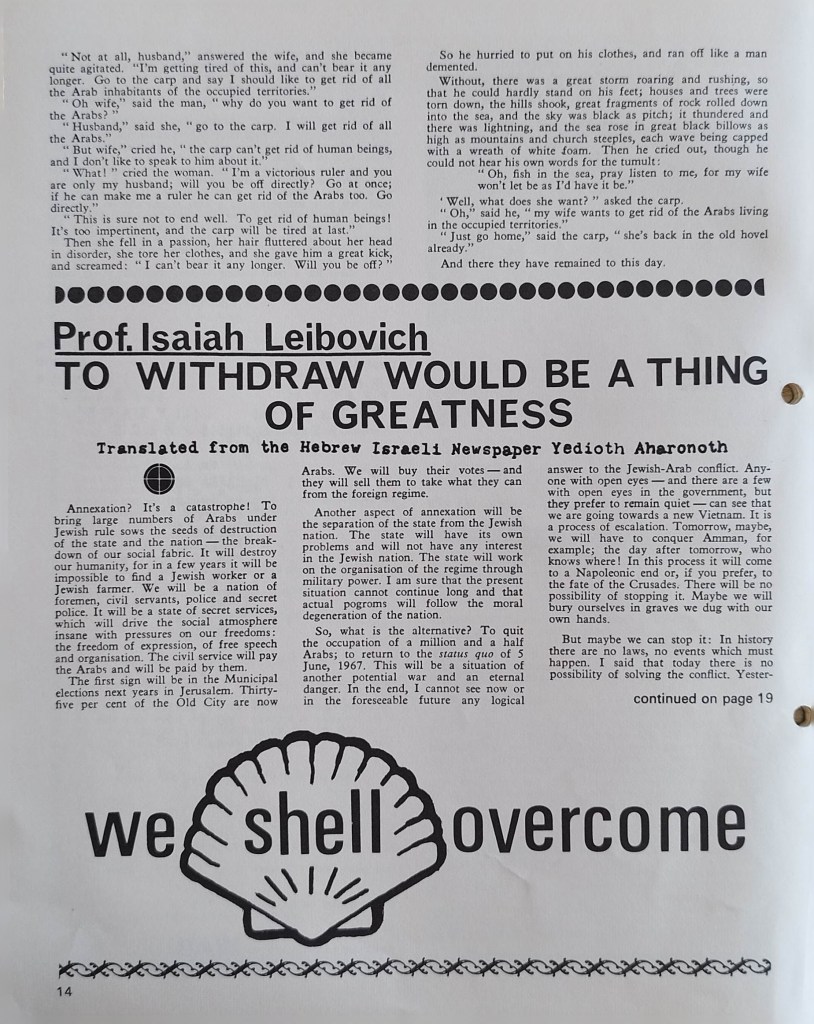 “ Not at all, husband,” answered the wife, and she became
quite agitated. “I'm getting tired of this, and can't bear it any
longer. Go to the carp and say I should like to get rid of all
the Arab inhabitants of the occupied territories.”
“ Oh wife,” said the man, “ why do you want to get rid of
the Arabs? ”
“ Husband,” said she, “ go to the carp. I will get rid of all
the Arabs.”
“ But wife,” cried he, “ the carp can't get rid of human beings,
and I don't like to speak to him about it.”
“ What! ” cried the woman. “ I'm a victorious ruler and you
are only my husband; will you be off directly? Go at once;
if he can make me a ruler he can get rid of the Arabs too. Go
directly.”
“ This is sure not to end well. To get rid of human beings!
It's too impertinent, and the carp will be tired at last.”
Then she fell in a passion, her hair fluttered about her head
in disorder, she tore her clothes, and she gave him a great kick,
and screamed: “ I can't bear it any longer. Will you be off? ”
So he hurried to put on his clothes, and ran off like a man
demented.
Without, there was a great storm roaring and rushing, so
that he could hardly stand on his feet; houses and trees were
torn down, the hills shook, great fragments of rock rolled down
into the sea, and the sky was black as pitch; it thundered and
there was lightning, and the sea rose in great black billows as
high as mountains and church steeples, each wave being capped
with a wreath of white foam. Then he cried out, though he
could not hear his own words for the tumult:
“ Oh, fish in the sea, pray listen to me, for my wife
won't let be as I'd have it be.”
‘ Well, what does she want? ” asked the carp.
“ Oh,” said he, “ my wife wants to get rid of the Arabs living
in the occupied territories.”
“ Just go home,” said the carp, “ she's back in the old hovel
already.”
And there they have remained to this day.
Prof. Isaiah Leibovich
TO WITHDRAW WOULD BE A THING
OF GREATNESS
Translated from the Hebrew Israeli Newspaper Yedioth Aharonoth
Annexation? It's a catastrophe! To
bring large numbers of Arabs under
Jewish rule sows the seeds of destruction
of the state and the nation — the break-
down of our social fabric. It will destroy
our humanity, for in a few years it will be
impossible to find a Jewish worker or a
Jewish farmer. We will be a nation of
foremen, civil servants, police and secret
police. It will be a state of secret services,
which will drive the social atmosphere
insane with pressures on our freedoms:
the freedom of expression, of free speech
and organisation. The civil service will pay
the Arabs and will be paid by them.
The first sign will be in the Municipal
elections next years in Jerusalem. Thirty-
five per cent of the Old City are now
Arabs. We will buy their votes — and
they will sell them to take what they can
from the foreign regime.
Another aspect of annexation will be
the separation of the state from the Jewish
nation. The state will have its own
problems and will not have any interest
in the Jewish nation. The state will work
on the organisation of the regime through
military power. I am sure that the present
situation cannot continue long and that
actual pogroms will follow the moral
degeneration of the nation.
So, what is the alternative? To quit
the occupation of a million and a half
Arabs; to return to the status quo of 5
June, 1967. This will be a situation of
another potential war and an eternal
danger. In the end, I cannot see now or
in the foreseeable future any logical
answer to the Jewish-Arab conflict. Any-
one with open eyes — and there are a few
with open eyes in the government, but
they prefer to remain quiet — can see that
we are going towards a new Vietnam. It is
a process of escalation. Tomorrow, maybe,
we will have to conquer Amman, for
example; the day after tomorrow, who
knows where! In this process it will come
to a Napoleonic end or, if you prefer, to
the fate of the Crusades. There will be no
possibility of stopping it. Maybe we will
bury ourselves in graves we dug with our
own hands.
But maybe we can stop it: In history
there are no laws, no events which must
happen. I said that today there is no
possibility of solving the conflict. Yester-
continued on page 19
we shell overcome
14